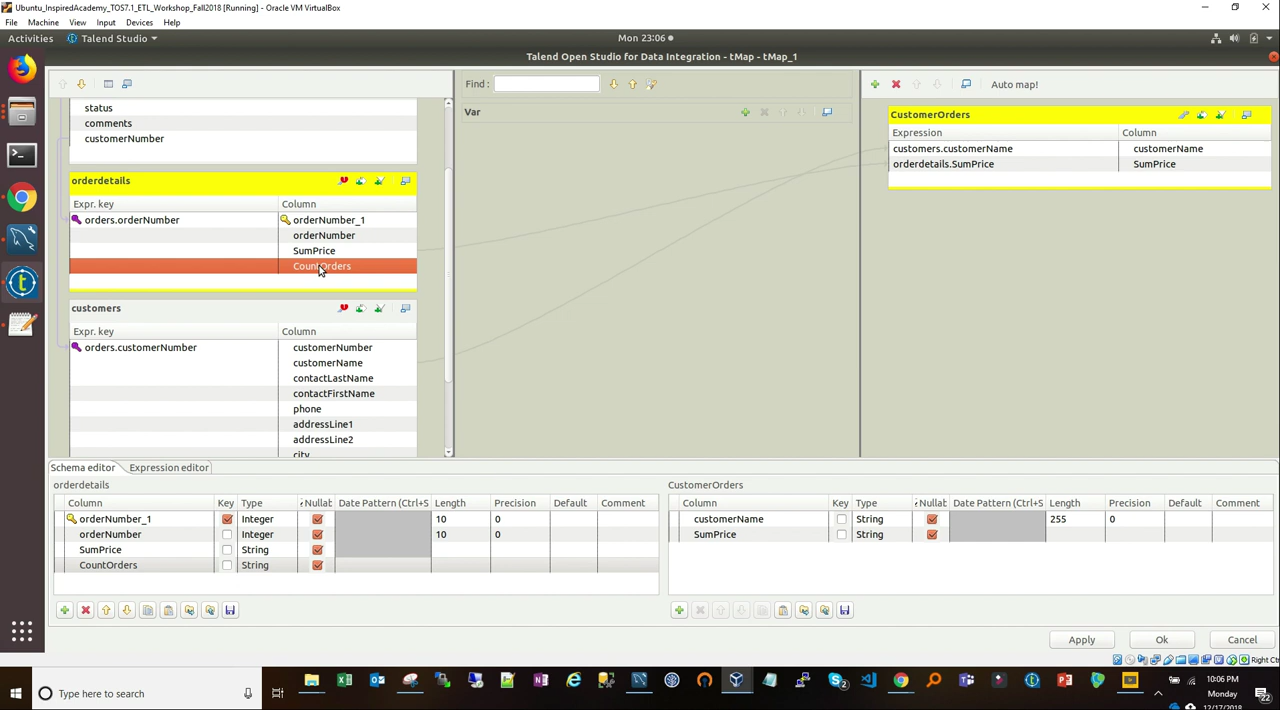 Ubuntu_InspiredAcademy_TOS7.1_ETL_Workshop_Fall2018 [Running] - Oracle VM VirtualBox
File Machine View Input Devices Help
Activities Talend Studio Mon 23:06
Talend Open Studio for Data Integration - tMap - tMap_1
Find : Auto map!
status
comments
customerNumber
Var
CustomerOrders
Expression Column
customers.customerName customerName
orderdetails.SumPrice SumPrice
orderdetails
Expr. key Column
orders.orderNumber orderNumber_1
orderNumber
SumPrice
CountOrders
customers
Expr. key Column
orders.customerNumber customerNumber
customerName
contactLastName
contactFirstName
phone
addressLine1
addressLine2
city
Schema editor Expression editor
orderdetails
Column Key Type Nullat Date Pattern (Ctrl+S Length Precision Default Comment
orderNumber_1 Integer 10 0
orderNumber Integer 10 0
SumPrice String
CountOrders String
CustomerOrders
Column Key Type Nullat Date Pattern (Ctrl+S Length Precision Default Comment
customerName String 255 0
SumPrice String
Apply Ok Cancel
Right Ct
Type here to search
10:06 PM
Monday
12/17/2018
22
2